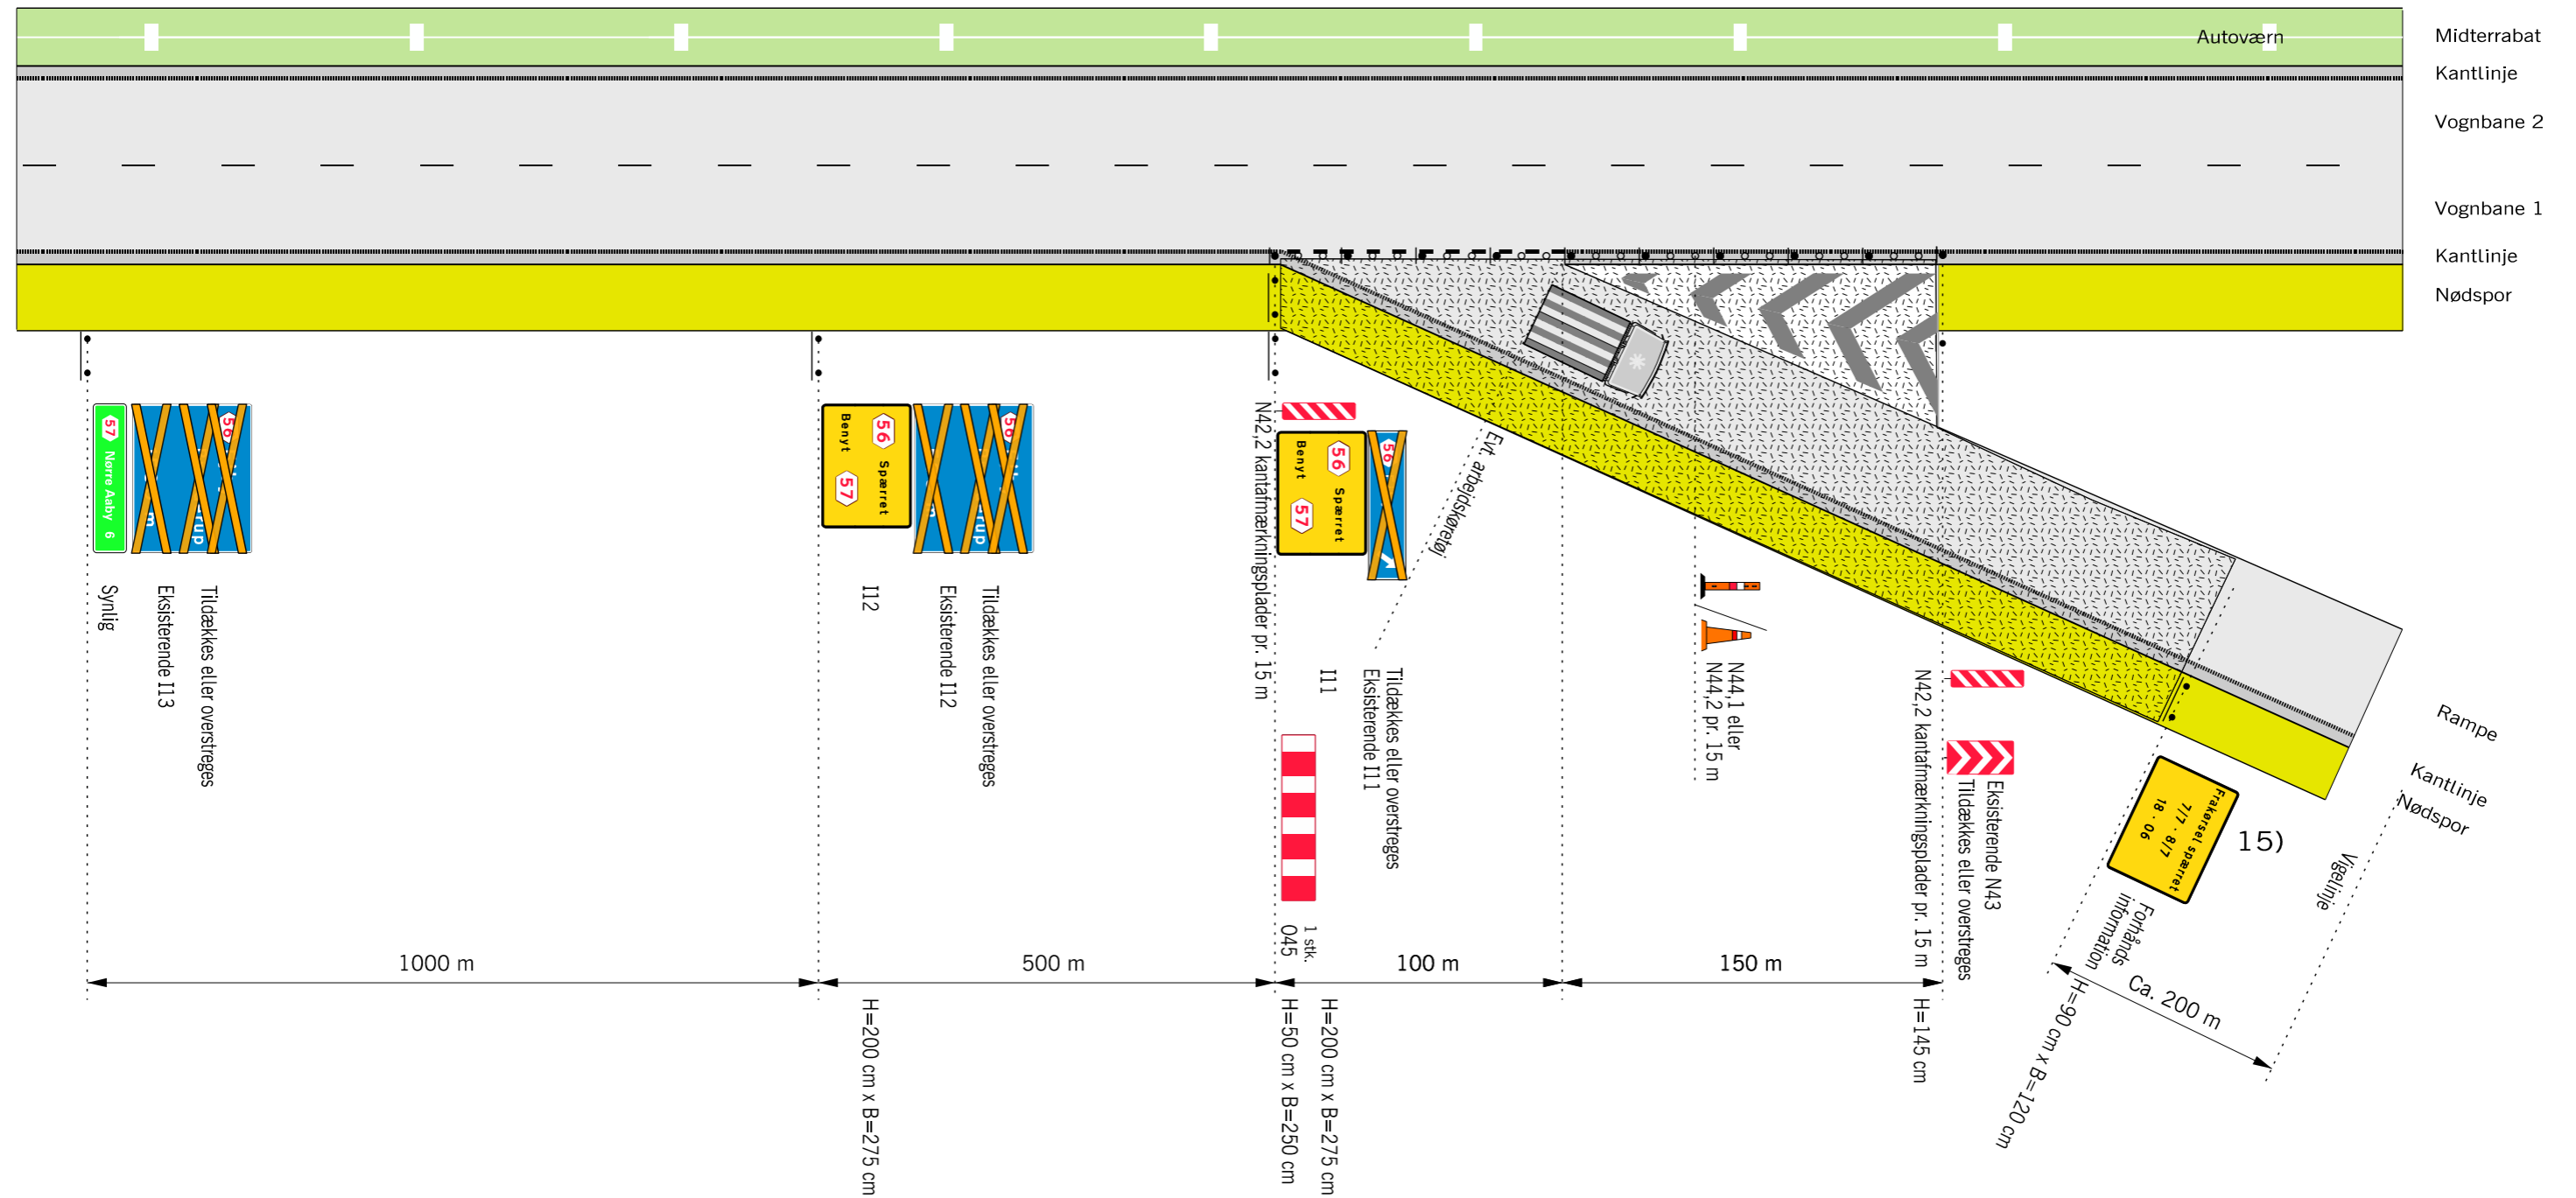 Autoværn
Midterrabat
Kantlinje
Vognbane 2
Vognbane 1
Kantlinje
Nødspor
57 Nørre Aaby 6
56
rup
m
Synlig
Eksisterende I13
Tildækkes eller overstreges
56 Spærret
Benyt 57
56
rup
m
I12
Eksisterende I12
Tildækkes eller overstreges
N42,2 kantafmærkningsplader pr. 15 m
56 Spærret
Benyt 57
56
I11
Tildækkes eller overstreges
Eksisterende I11
1 stk.
O45
Evt. arbejdskøretøj
N44,1 eller
N44,2 pr. 15 m
N42,2 kantafmærkningsplader pr. 15 m
Eksisterende N43
Tildækkes eller overstreges
Frakørsel spærret
7/7 - 8/7
18 - 06
15)
Forhånds
information
Rampe
Kantlinje
Nødspor
Vigelinje
1000 m
500 m
100 m
150 m
Ca. 200 m
H=200 cm x B=275 cm
H=200 cm x B=275 cm
H=50 cm x B=250 cm
H=145 cm
H=90 cm x B=120 cm